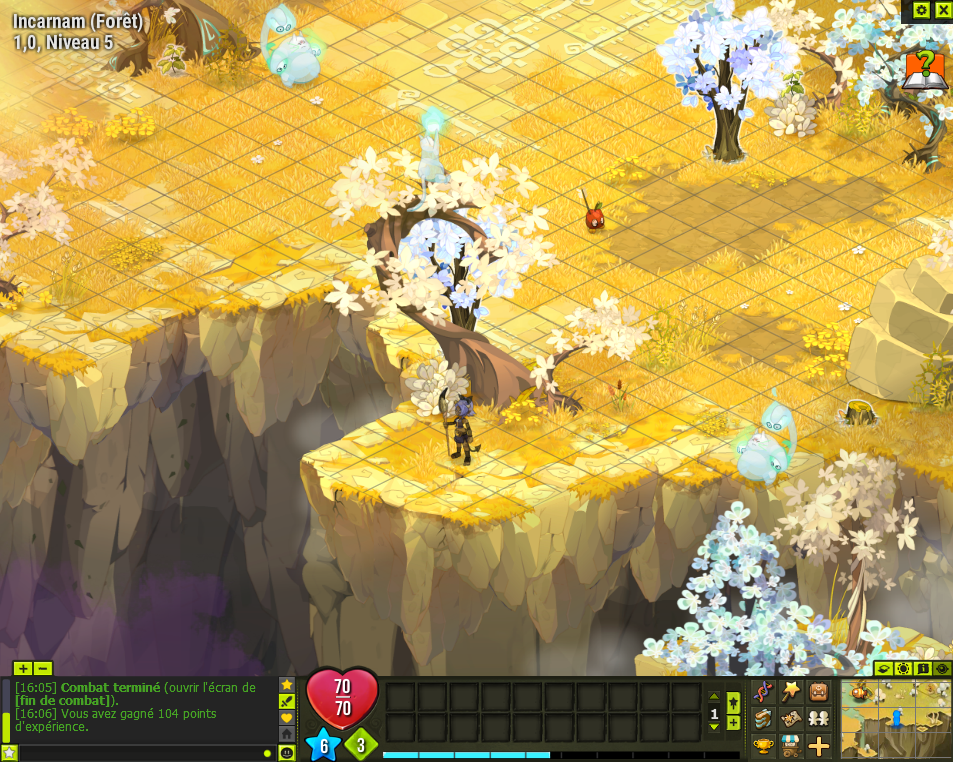 Incarnam (Forêt)
1,0, Niveau 5
?
[16:05] Combat terminé (ouvrir l'écran de
[fin de combat]).
[16:06] Vous avez gagné 104 points
d'expérience.
70
70
6
3
1